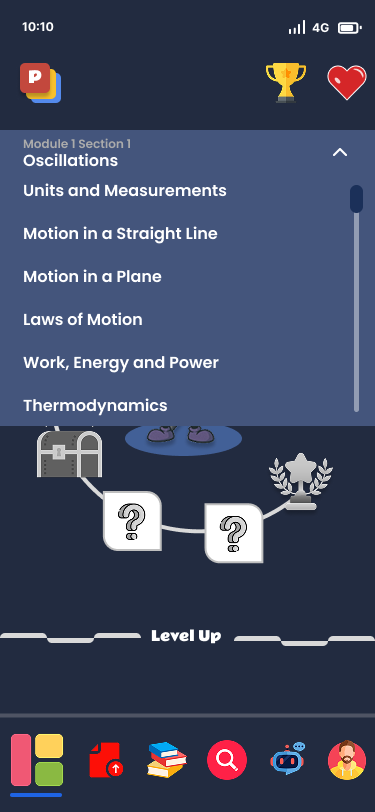 10:10
4G
P
Module 1 Section 1
Oscillations
Units and Measurements
Motion in a Straight Line
Motion in a Plane
Laws of Motion
Work, Energy and Power
Thermodynamics
?
?
Level Up